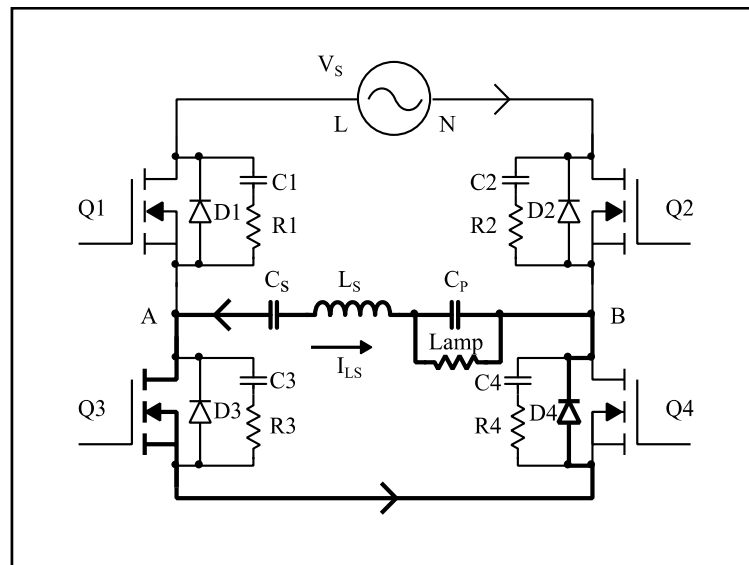 V_S
L N
C1 C2
Q1 D1 D2 Q2
R1 R2
C_S L_S C_P
A B
Lamp
I_LS
C3 C4
Q3 D3 D4 Q4
R3 R4